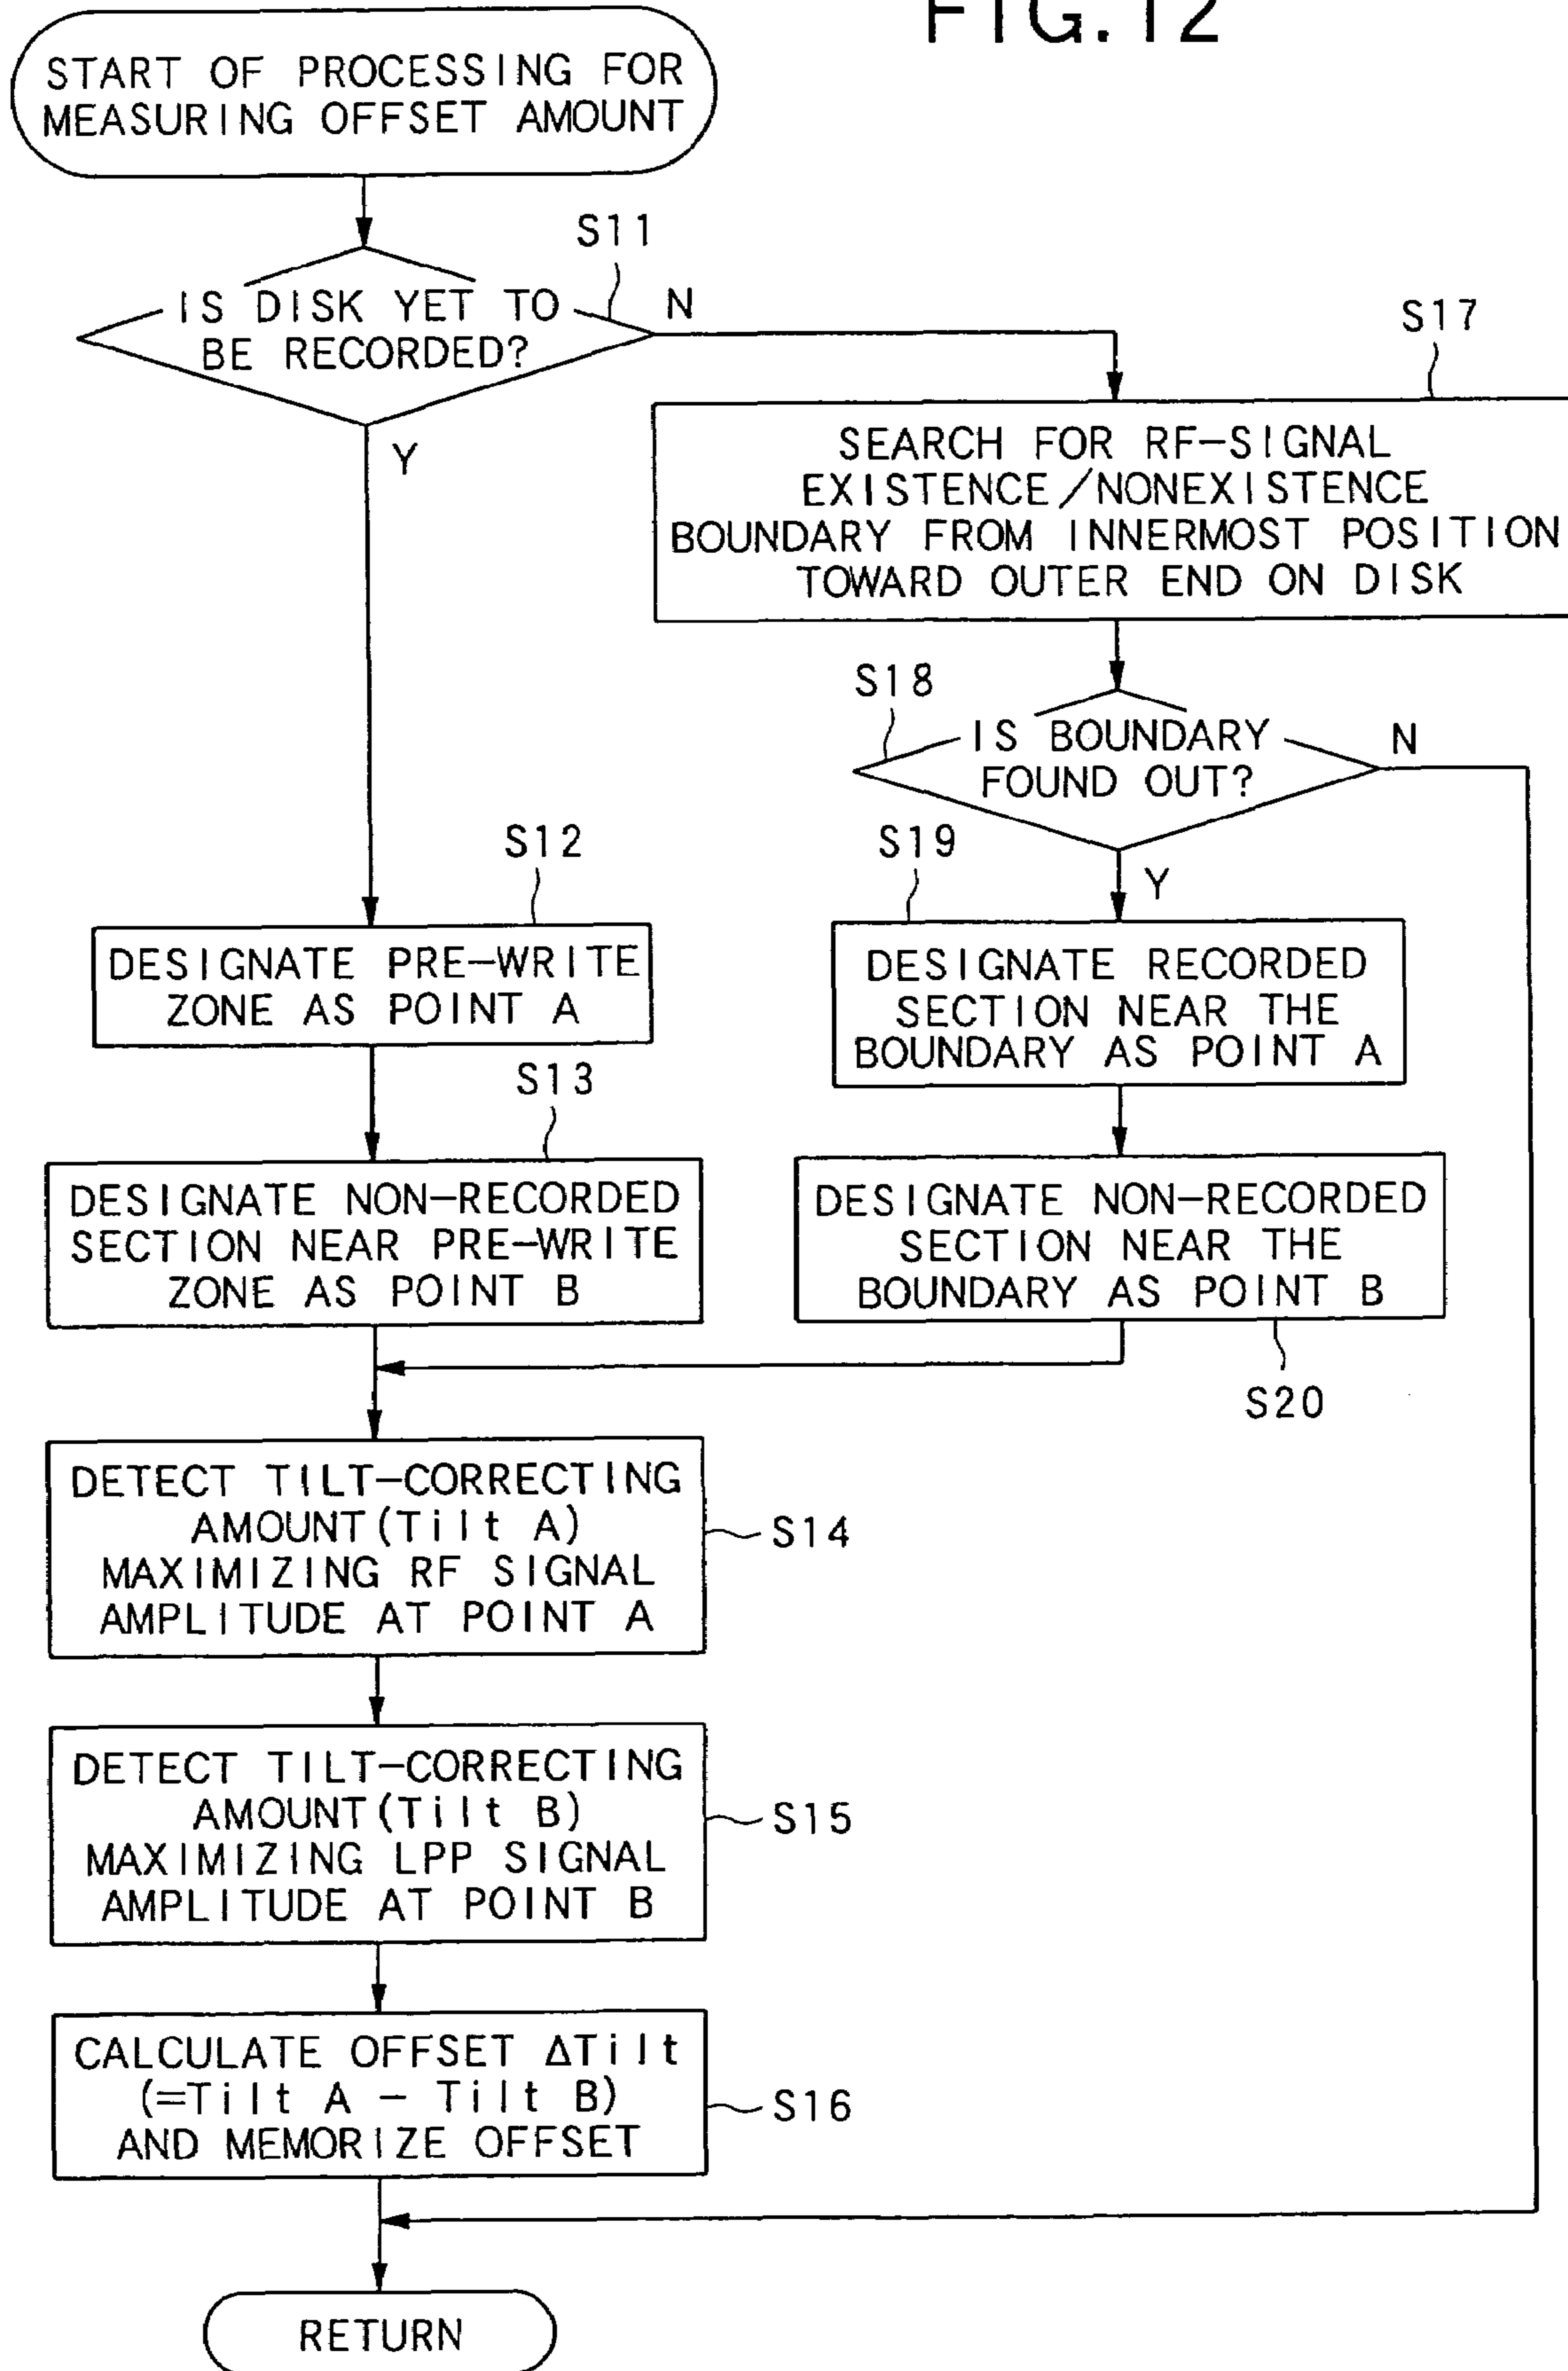 FIG.12
START OF PROCESSING FOR
MEASURING OFFSET AMOUNT
S11
IS DISK YET TO
BE RECORDED?
N
Y
S17
SEARCH FOR RF-SIGNAL
EXISTENCE/NONEXISTENCE
BOUNDARY FROM INNERMOST POSITION
TOWARD OUTER END ON DISK
S18
IS BOUNDARY
FOUND OUT?
N
Y
S12
DESIGNATE PRE-WRITE
ZONE AS POINT A
S19
DESIGNATE RECORDED
SECTION NEAR THE
BOUNDARY AS POINT A
S13
DESIGNATE NON-RECORDED
SECTION NEAR PRE-WRITE
ZONE AS POINT B
DESIGNATE NON-RECORDED
SECTION NEAR THE
BOUNDARY AS POINT B
S20
DETECT TILT-CORRECTING
AMOUNT(Tilt A)
MAXIMIZING RF SIGNAL
AMPLITUDE AT POINT A
S14
DETECT TILT-CORRECTING
AMOUNT(Tilt B)
MAXIMIZING LPP SIGNAL
AMPLITUDE AT POINT B
S15
CALCULATE OFFSET ΔTilt
(=Tilt A - Tilt B)
AND MEMORIZE OFFSET
S16
RETURN